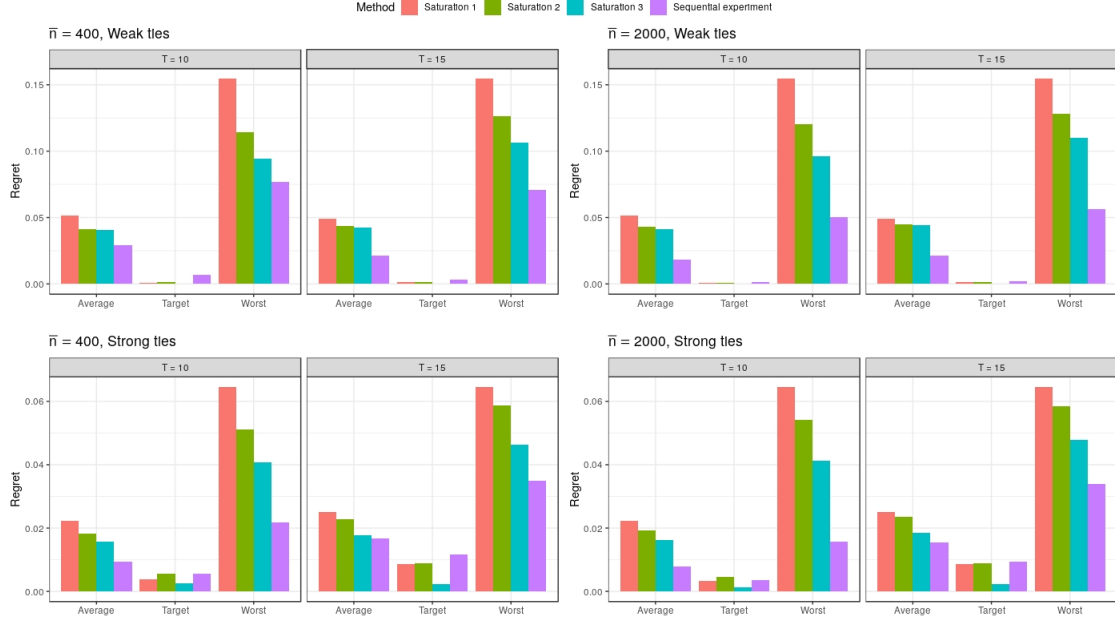 Method Saturation 1 Saturation 2 Saturation 3 Sequential experiment
n̅ = 400, Weak ties
T = 10 T = 15
0.15
0.10
0.05
0.00
Regret
Average Target Worst Average Target Worst
n̅ = 2000, Weak ties
T = 10 T = 15
0.15
0.10
0.05
0.00
Regret
Average Target Worst Average Target Worst
n̅ = 400, Strong ties
T = 10 T = 15
0.06
0.04
0.02
0.00
Regret
Average Target Worst Average Target Worst
n̅ = 2000, Strong ties
T = 10 T = 15
0.06
0.04
0.02
0.00
Regret
Average Target Worst Average Target Worst